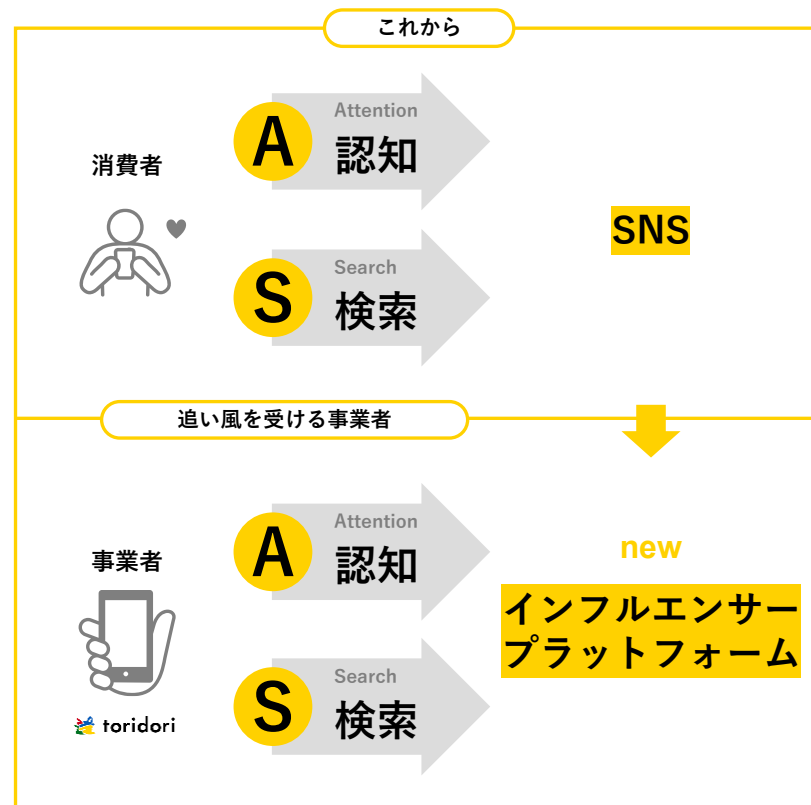 これから
消費者
A
Attention
認知
S
Search
検索
SNS
追い風を受ける事業者
事業者
toridori
A
Attention
認知
S
Search
検索
new
インフルエンサー
プラットフォーム